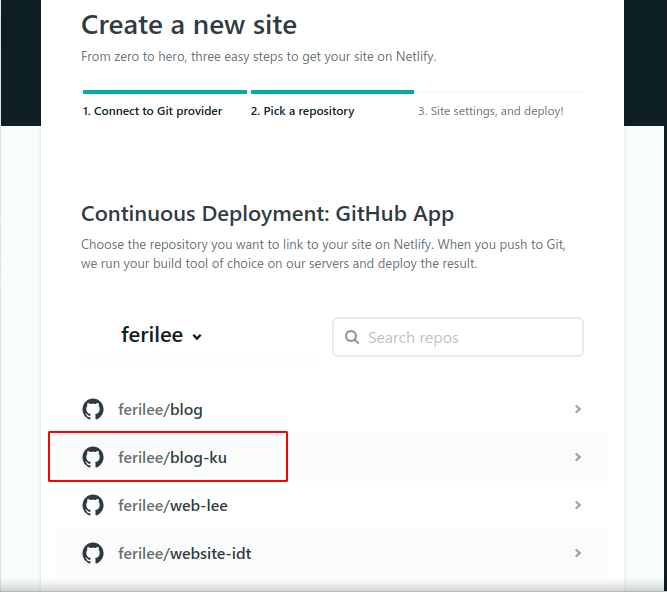 Create a new site
From zero to hero, three easy steps to get your site on Netlify.
1. Connect to Git provider
2. Pick a repository
3. Site settings, and deploy!
Continuous Deployment: GitHub App
Choose the repository you want to link to your site on Netlify. When you push to Git,
we run your build tool of choice on our servers and deploy the result.
ferilee
Search repos
ferilee/blog
ferilee/blog-ku
ferilee/web-lee
ferilee/website-idt